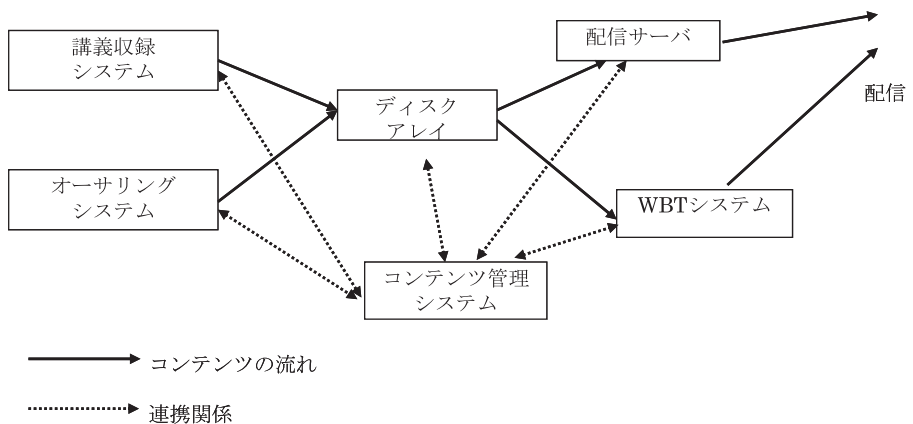 講義収録
システム
オーサリング
システム
ディスク
アレイ
配信サーバ
WBTシステム
配信
コンテンツ管理
システム
コンテンツの流れ
連携関係